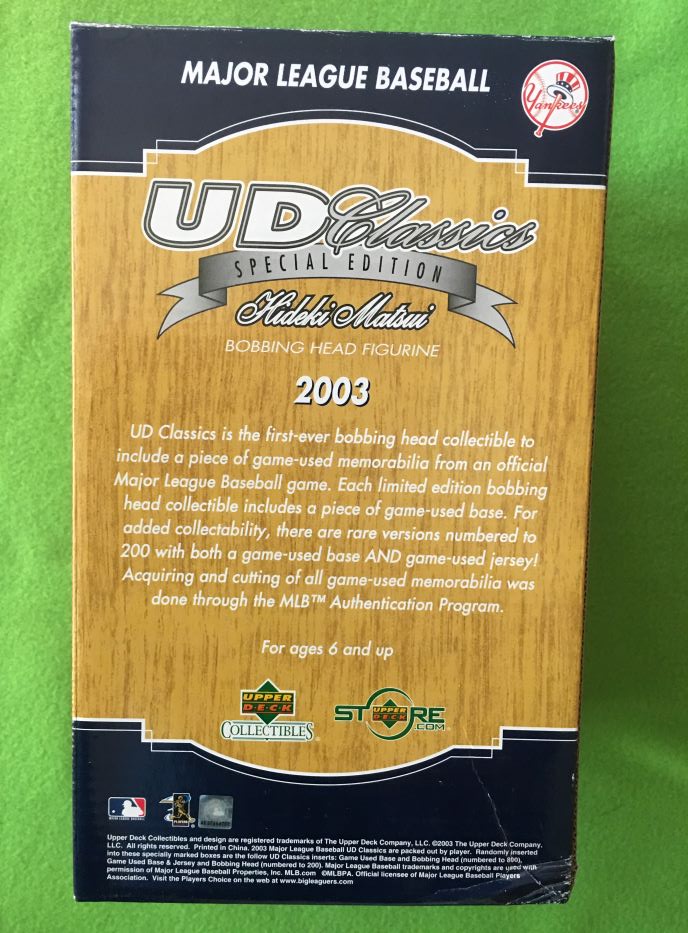 MAJOR LEAGUE BASEBALL
Yankees
UD Classics
SPECIAL EDITION
Hideki Matsui
BOBBING HEAD FIGURINE
2003
UD Classics is the first-ever bobbing head collectible to
include a piece of game-used memorabilia from an official
Major League Baseball game. Each limited edition bobbing
head collectible includes a piece of game-used base. For
added collectability, there are rare versions numbered to
200 with both a game-used base AND game-used jersey!
Acquiring and cutting of all game-used memorabilia was
done through the MLB™ Authentication Program.
For ages 6 and up
UPPER
D·E·C·K
COLLECTIBLES
STORE
UPPER
DECK
.COM
Upper Deck Collectibles and design are registered trademarks of The Upper Deck Company, LLC. ©2003 The Upper Deck Company,
LLC. All rights reserved. Printed in China. 2003 Major League Baseball UD Classics are packed out by player. Randomly inserted
into these specially marked boxes are the follow UD Classics inserts: Game Used Base and Bobbing Head (numbered to 800),
Game Used Base & Jersey and Bobbing Head (numbered to 200). Major League Baseball trademarks and copyrights are used with
permission of Major League Baseball Properties, Inc. MLB.com ©MLBPA. Official licensee of Major League Baseball Players
Association. Visit the Players Choice on the web at www.bigleaguers.com